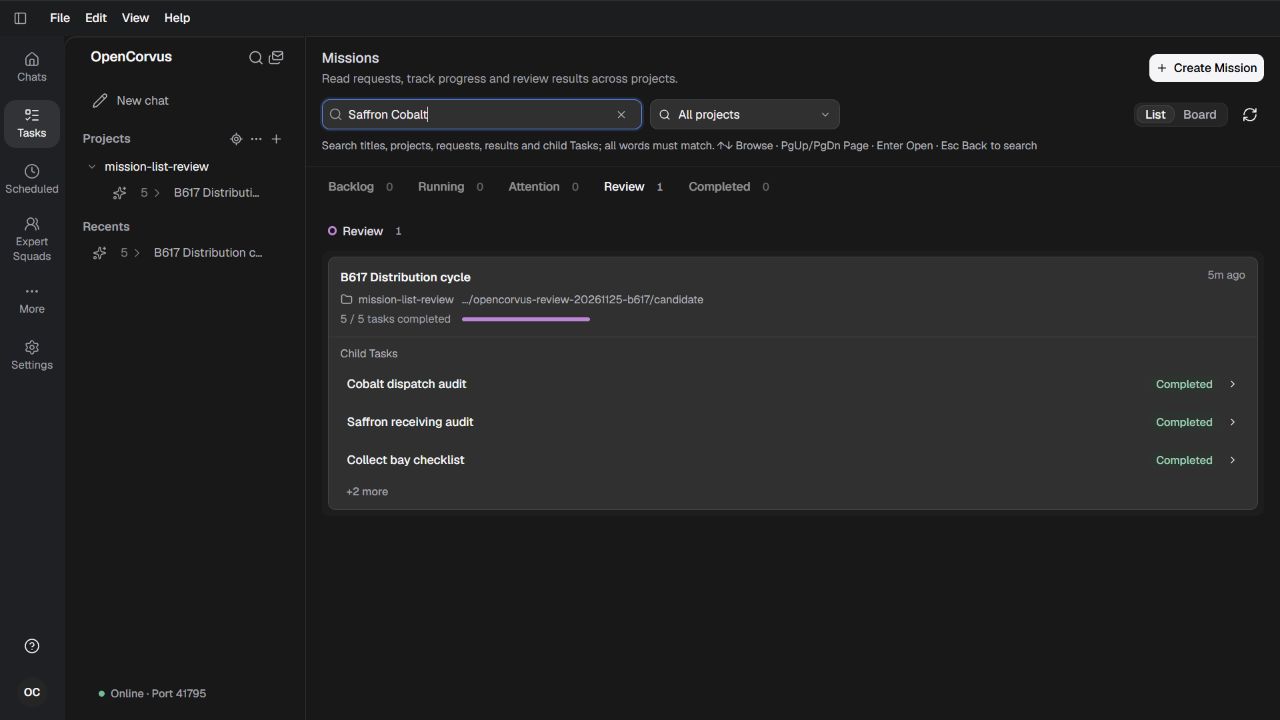 File Edit View Help
Chats
Tasks
Scheduled
Expert
Squads
More
Settings
OC
OpenCorvus
New chat
Projects
mission-list-review
5 B617 Distributi...
Recents
5 B617 Distribution c...
Online · Port 41795
Missions
Read requests, track progress and review results across projects.
+ Create Mission
Saffron Cobalt
All projects
List Board
Search titles, projects, requests, results and child Tasks; all words must match. ↑↓ Browse · PgUp/PgDn Page · Enter Open · Esc Back to search
Backlog 0 Running 0 Attention 0 Review 1 Completed 0
Review 1
B617 Distribution cycle 5m ago
mission-list-review .../opencorvus-review-20261125-b617/candidate
5 / 5 tasks completed
Child Tasks
Cobalt dispatch audit Completed
Saffron receiving audit Completed
Collect bay checklist Completed
+2 more